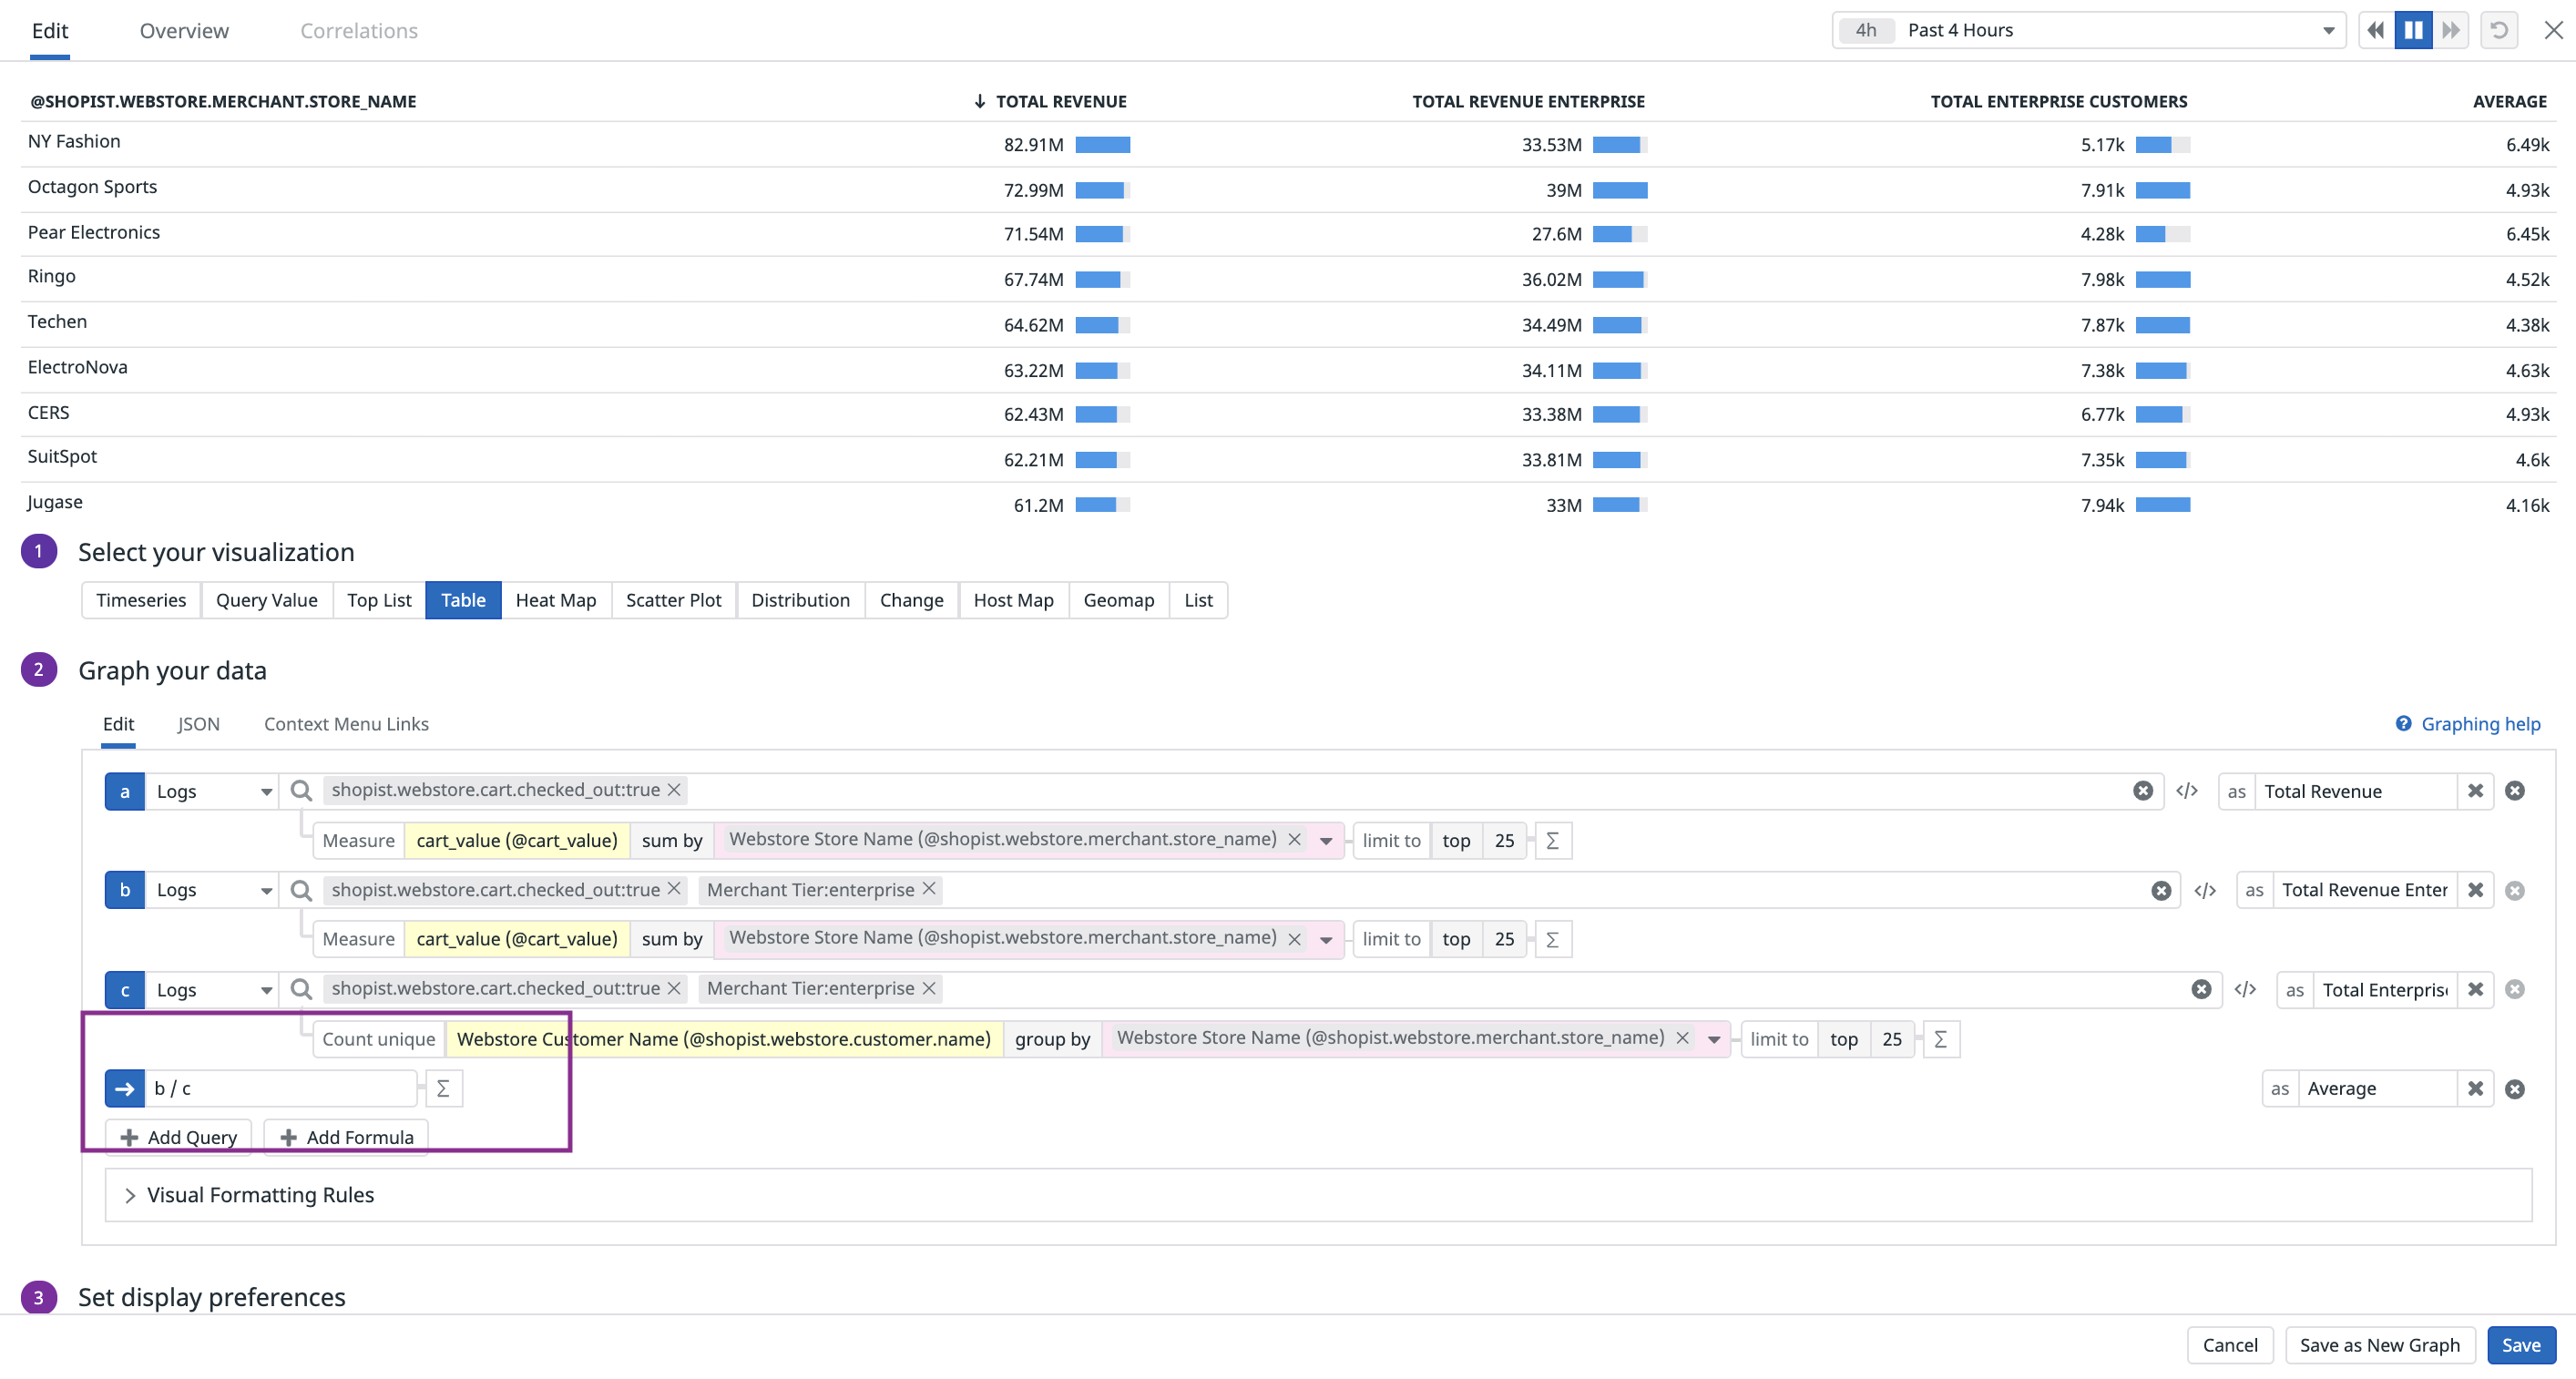 Edit Overview Correlations 4h Past 4 Hours
@SHOPIST.WEBSTORE.MERCHANT.STORE_NAME ↓ TOTAL REVENUE TOTAL REVENUE ENTERPRISE TOTAL ENTERPRISE CUSTOMERS AVERAGE
NY Fashion 82.91M 33.53M 5.17k 6.49k
Octagon Sports 72.99M 39M 7.91k 4.93k
Pear Electronics 71.54M 27.6M 4.28k 6.45k
Ringo 67.74M 36.02M 7.98k 4.52k
Techen 64.62M 34.49M 7.87k 4.38k
ElectroNova 63.22M 34.11M 7.38k 4.63k
CERS 62.43M 33.38M 6.77k 4.93k
SuitSpot 62.21M 33.81M 7.35k 4.6k
Jugase 61.2M 33M 7.94k 4.16k
1 Select your visualization
Timeseries Query Value Top List Table Heat Map Scatter Plot Distribution Change Host Map Geomap List
2 Graph your data
Edit JSON Context Menu Links ? Graphing help
a Logs shopist.webstore.cart.checked_out:true </> as Total Revenue
Measure cart_value (@cart_value) sum by Webstore Store Name (@shopist.webstore.merchant.store_name) limit to top 25 Σ
b Logs shopist.webstore.cart.checked_out:true Merchant Tier:enterprise </> as Total Revenue Enter
Measure cart_value (@cart_value) sum by Webstore Store Name (@shopist.webstore.merchant.store_name) limit to top 25 Σ
c Logs shopist.webstore.cart.checked_out:true Merchant Tier:enterprise </> as Total Enterpris
Count unique Webstore Customer Name (@shopist.webstore.customer.name) group by Webstore Store Name (@shopist.webstore.merchant.store_name) limit to top 25 Σ
→ b / c Σ as Average
+ Add Query + Add Formula
Visual Formatting Rules
3 Set display preferences
Cancel Save as New Graph Save